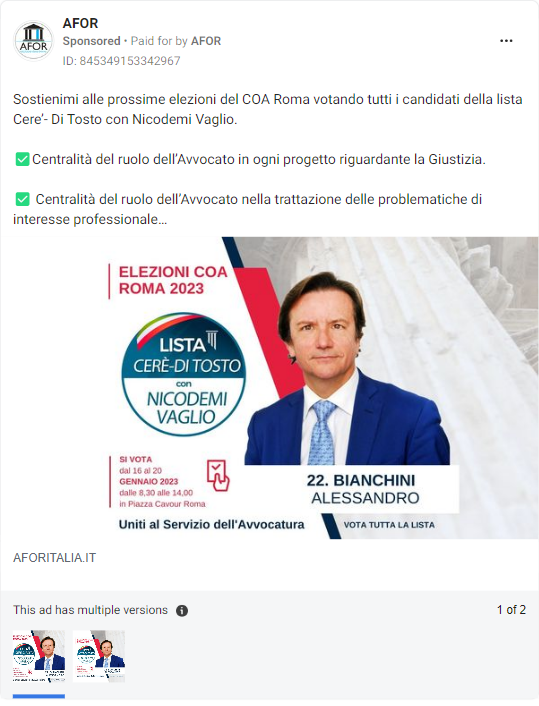 AFOR
Sponsored • Paid for by AFOR
ID: 845349153342967
AFOR
Sostienimi alle prossime elezioni del COA Roma votando tutti i candidati della lista
Cere’- Di Tosto con Nicodemi Vaglio.
✅Centralità del ruolo dell’Avvocato in ogni progetto riguardante la Giustizia.
✅ Centralità del ruolo dell’Avvocato nella trattazione delle problematiche di
interesse professionale…
ELEZIONI COA
ROMA 2023
LISTA
CERÈ-DI TOSTO
con
NICODEMI
VAGLIO
SI VOTA
dal 16 al 20
GENNAIO 2023
dalle 8,30 alle 14,00
in Piazza Cavour Roma
22. BIANCHINI
ALESSANDRO
Uniti al Servizio dell'Avvocatura
VOTA TUTTA LA LISTA
AFORITALIA.IT
This ad has multiple versions
1 of 2